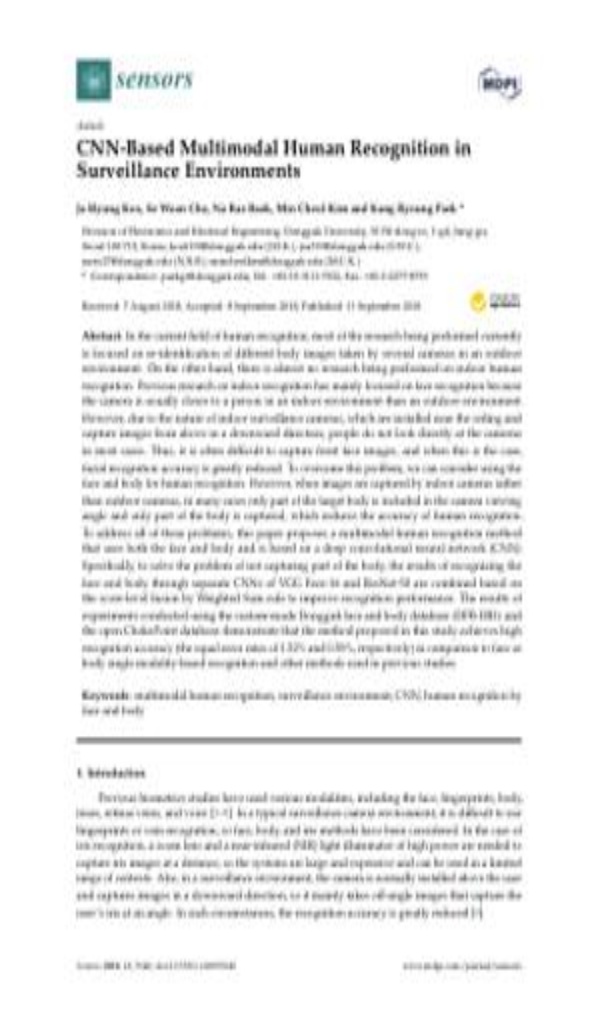 sensors
MDPI
Article
CNN-Based Multimodal Human Recognition in
Surveillance Environments
Ja Hyung Koo, Se Woon Cho, Na Rae Baek, Min Cheol Kim and Kang Ryoung Park *
Division of Electronics and Electrical Engineering, Dongguk University,
Seoul Korea;
* Correspondence:
Received: 7 August 2018; Accepted: September 2018; Published: September 2018
Abstract: In the current field of human recognition, most of the research being performed currently
is focused on re-identification of different body images taken by several cameras in an outdoor
environment. On the other hand, there is almost no research being performed on indoor human
recognition. Previous research on indoor recognition has mainly focused on face recognition because
the camera is usually closer to a person in an indoor environment than an outdoor environment.
However, due to the nature of indoor surveillance cameras, which are installed near the ceiling and
capture images from above in a downward direction, people do not look directly at the cameras
in most cases. Thus, it is often difficult to capture front face images, and when this is the case,
facial recognition accuracy is greatly reduced. To overcome this problem, we can consider using the
face and body for human recognition. However, when images are captured by indoor cameras rather
than outdoor cameras, in many cases only part of the target body is included in the camera viewing
angle and only part of the body is captured, which reduces the accuracy of human recognition.
To address all of these problems, this paper proposes a multimodal human recognition method
that uses both the face and body and is based on a deep convolutional neural network (CNN).
Specifically, to solve the problem of not capturing part of the body, the results of recognizing the
face and body through separate CNNs of VGG Face-16 and ResNet-50 are combined based on
the score-level fusion by Weighted Sum rule to improve recognition performance. The results of
experiments conducted using the custom-made Dongguk face and body database (DFB-DB1) and
the open ChokePoint database demonstrate that the method proposed in this study achieves high
recognition accuracy (the equal error rates of 1.52% and 0.58%, respectively) in comparison to face or
body single modality-based recognition and other methods used in previous studies.
Keywords: multimodal human recognition; surveillance environment; CNN; human recognition by
face and body
1. Introduction
Previous biometrics studies have used various modalities, including the face, fingerprints, body,
irises, retinas veins, and voice In a typical surveillance camera environment, it is difficult to use
fingerprints or vein recognition, so face, body, and iris methods have been considered. In the case of
iris recognition, a zoom lens and a near-infrared (NIR) light illuminator of high power are needed to
capture iris images at a distance, so the systems are large and expensive and can be used in a limited
range of contexts. Also, in a surveillance environment, the camera is normally installed above the user
and captures images in a downward direction, so it mainly takes off-angle images that capture the
user's iris at an angle. In such circumstances, the recognition accuracy is greatly reduced
Sensors 2018, 18,
www.mdpi.com/journal/sensors